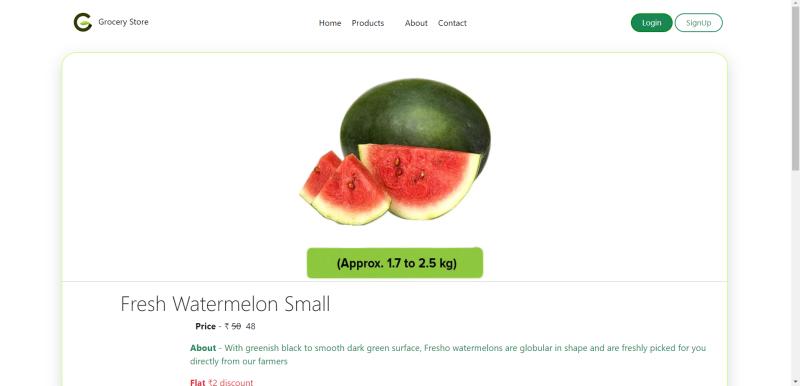 Grocery Store
Home Products About Contact
Login SignUp
(Approx. 1.7 to 2.5 kg)
Fresh Watermelon Small
Price - ₹ 50 48
About - With greenish black to smooth dark green surface, Fresho watermelons are globular in shape and are freshly picked for you
directly from our farmers
Flat ₹2 discount